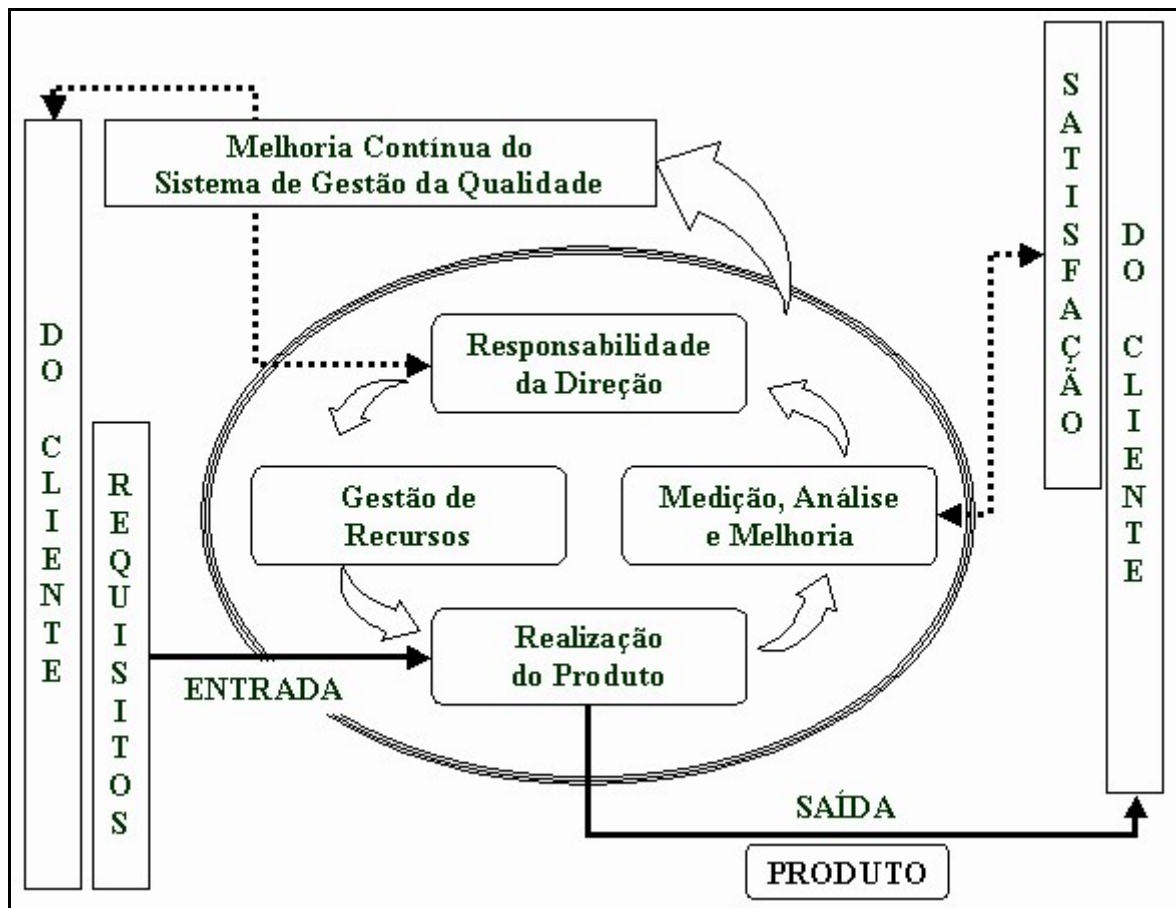 Melhoria Contínua do
Sistema de Gestão da Qualidade
DO CLIENTE
REQUISITOS
Responsabilidade
da Direção
Gestão de
Recursos
Medição, Análise
e Melhoria
Realização
do Produto
ENTRADA
SAÍDA
PRODUTO
SATISFAÇÃO
DO CLIENTE